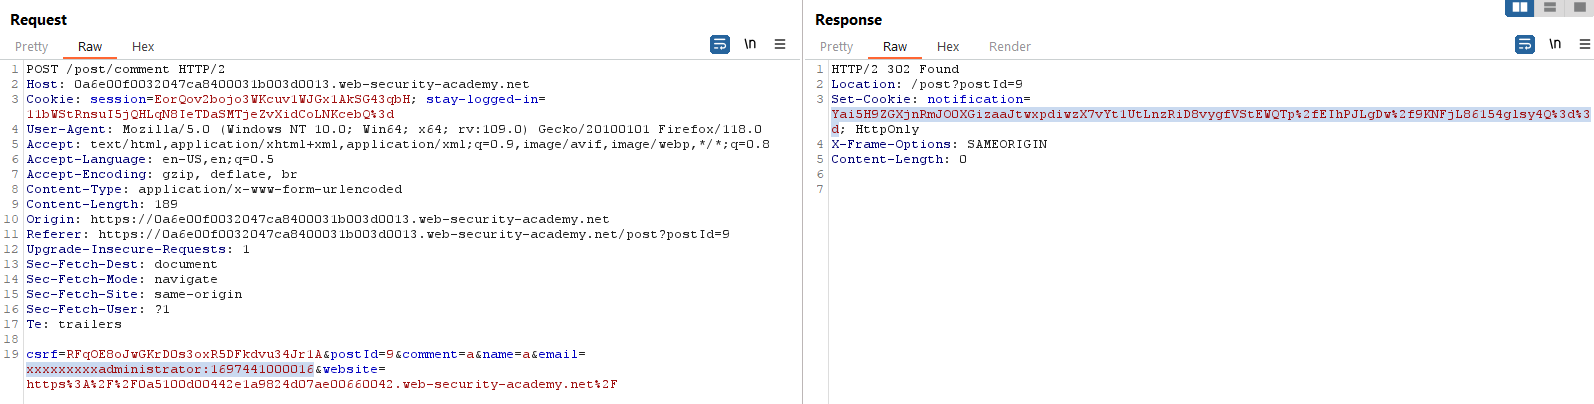 Request
Pretty
Raw
Hex
\n
1 POST /post/comment HTTP/2
2 Host: 0a6e00f0032047ca8400031b003d0013.web-security-academy.net
3 Cookie: session=EorQov2bojo3WKcuv1WJGx1AkSG43qbH; stay-logged-in=
11bWStRnsuI5jQHLqN8IeTDaSMTjeZvXidCoLNKcebQ%3d
4 User-Agent: Mozilla/5.0 (Windows NT 10.0; Win64; x64; rv:109.0) Gecko/20100101 Firefox/118.0
5 Accept: text/html,application/xhtml+xml,application/xml;q=0.9,image/avif,image/webp,*/*;q=0.8
6 Accept-Language: en-US,en;q=0.5
7 Accept-Encoding: gzip, deflate, br
8 Content-Type: application/x-www-form-urlencoded
9 Content-Length: 189
10 Origin: https://0a6e00f0032047ca8400031b003d0013.web-security-academy.net
11 Referer: https://0a6e00f0032047ca8400031b003d0013.web-security-academy.net/post?postId=9
12 Upgrade-Insecure-Requests: 1
13 Sec-Fetch-Dest: document
14 Sec-Fetch-Mode: navigate
15 Sec-Fetch-Site: same-origin
16 Sec-Fetch-User: ?1
17 Te: trailers
18
19 csrf=RFqOE8oJwGKrD0s3oxR5DFkdvu34Jr1A&postId=9&comment=a&name=a&email=
xxxxxxxxxadministrator:1697441000016&website=
https%3A%2F%2F0a5100d00442e1a9824d07ae00660042.web-security-academy.net%2F
Response
Pretty
Raw
Hex
Render
\n
1 HTTP/2 302 Found
2 Location: /post?postId=9
3 Set-Cookie: notification=
Yai5H9ZGXjnRmJO0XGizaaJtwxpdiwzX7vYt1UtLnzRiD8vygfVStEWQTp%2fEIhPJLgDw%2f9KNFjL86154glsy4Q%3d%3
d; HttpOnly
4 X-Frame-Options: SAMEORIGIN
5 Content-Length: 0
6
7